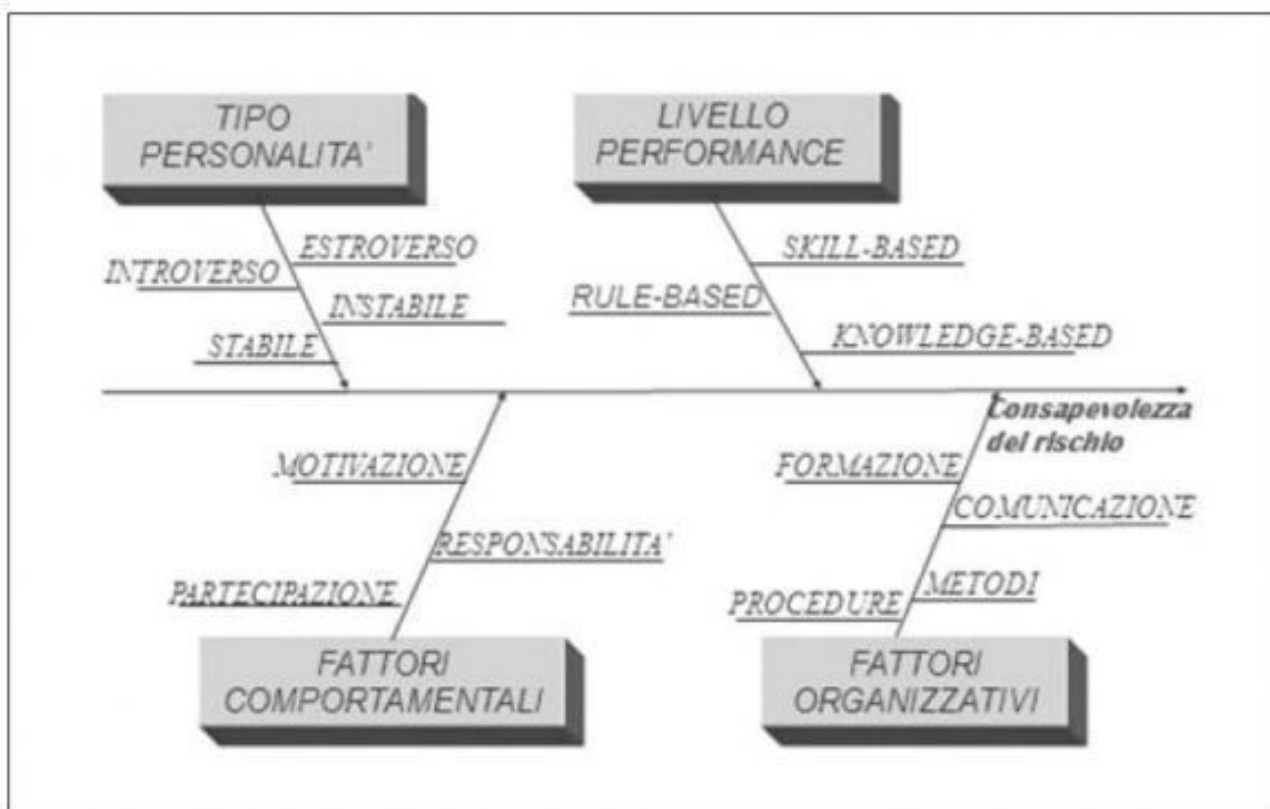 TIPO
PERSONALITA'
LIVELLO
PERFORMANCE
ESTROVERSO
INTROVERSO
INSTABILE
STABILE
SKILL-BASED
RULE-BASED
KNOWLEDGE-BASED
Consapevolezza
del rischio
MOTIVAZIONE
RESPONSABILITA'
PARTECIPAZIONE
FORMAZIONE
COMUNICAZIONE
METODI
PROCEDURE
FATTORI
COMPORTAMENTALI
FATTORI
ORGANIZZATIVI